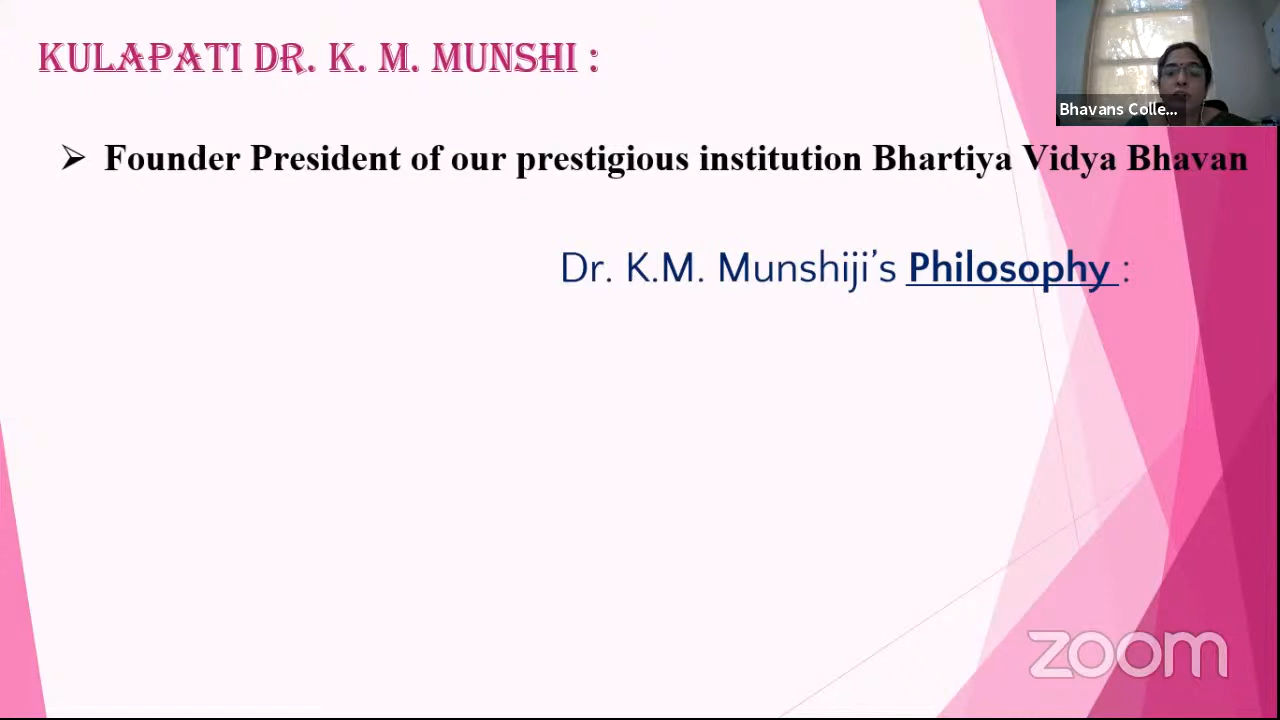 KULAPATI DR. K. M. MUNSHI :
Bhavans Colle...
➢ Founder President of our prestigious institution Bhartiya Vidya Bhavan
Dr. K.M. Munshiji’s Philosophy :
zoom